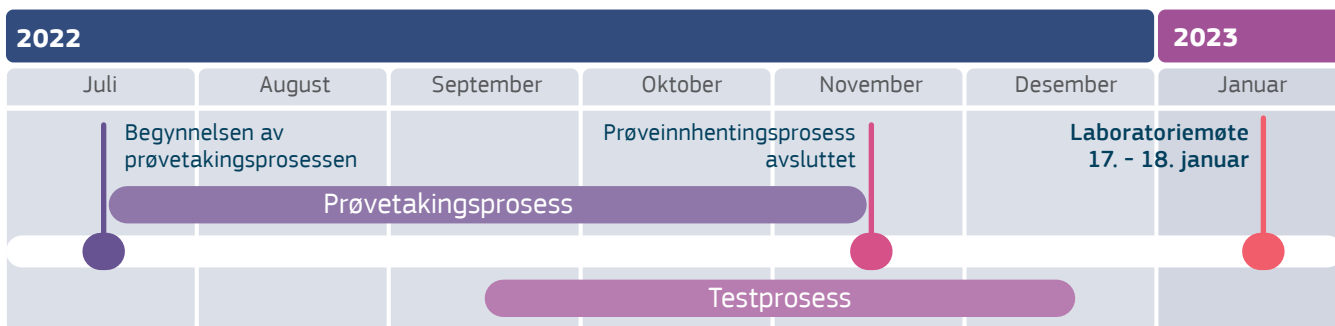 2022
2023
Juli
August
September
Oktober
November
Desember
Januar
Begynnelsen av
prøvetakingsprosessen
Prøveinnhentingsprosess
avsluttet
Laboratoriemøte
17. - 18. januar
Prøvetakingsprosess
Testprosess